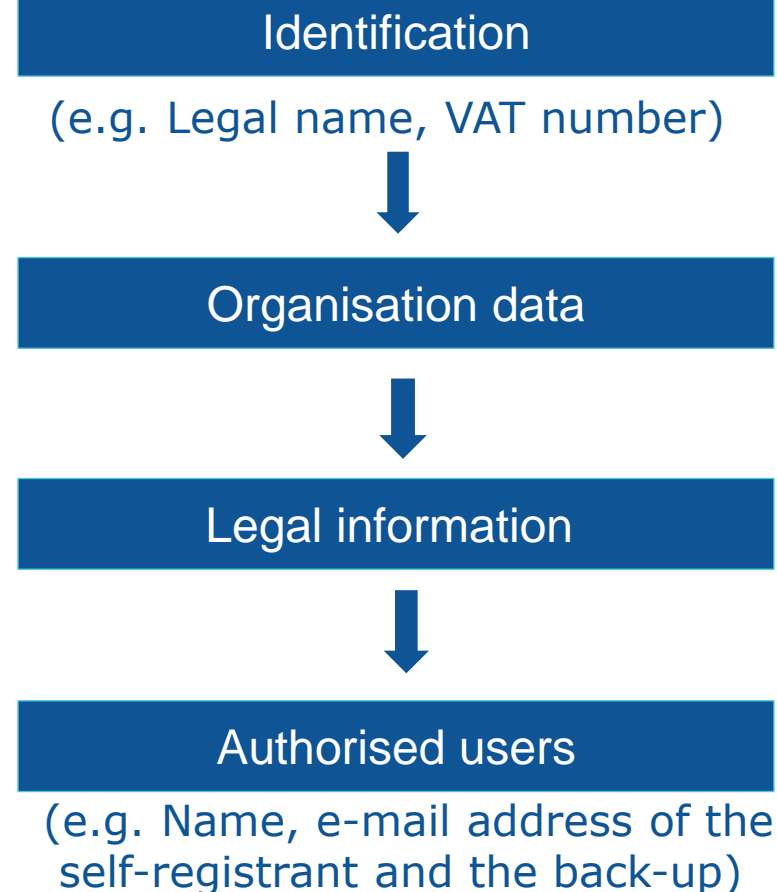 Identification
(e.g. Legal name, VAT number)
Organisation data
Legal information
Authorised users
(e.g. Name, e-mail address of the
self-registrant and the back-up)